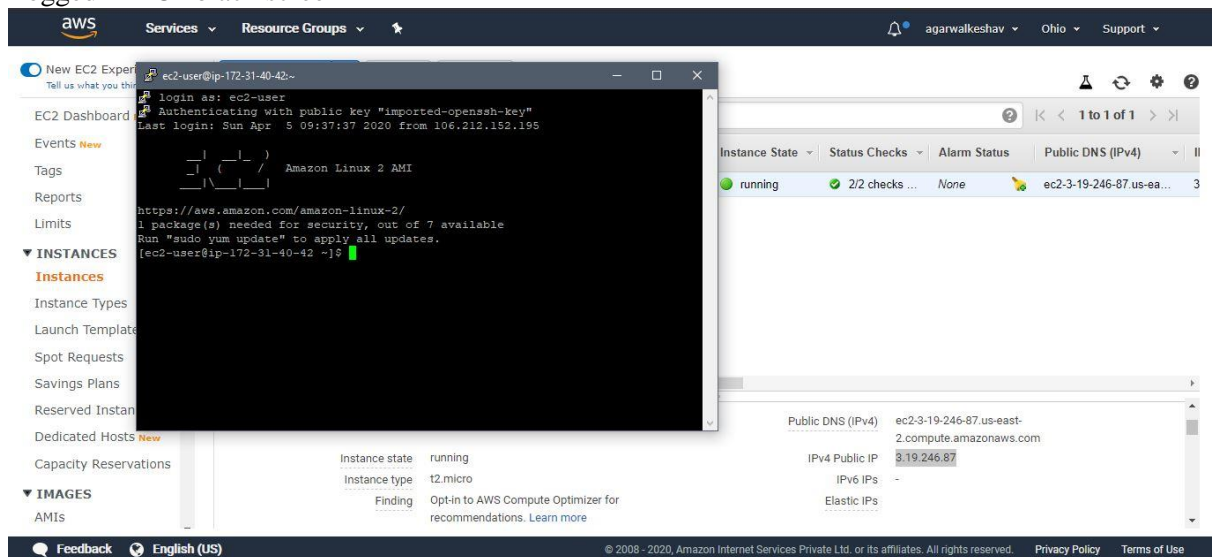 aws
Services
Resource Groups
agarwalkeshav
Ohio
Support
New EC2 Experi
Tell us what you thin
EC2 Dashboard
Events New
Tags
Reports
Limits
INSTANCES
Instances
Instance Types
Launch Template
Spot Requests
Savings Plans
Reserved Instan
Dedicated Hosts New
Capacity Reservations
IMAGES
AMIs
ec2-user@ip-172-31-40-42:~
login as: ec2-user
Authenticating with public key "imported-openssh-key"
Last login: Sun Apr  5 09:37:37 2020 from 106.212.152.195
__|  __|_  )
_|  (     /   Amazon Linux 2 AMI
___|\___|___|
https://aws.amazon.com/amazon-linux-2/
1 package(s) needed for security, out of 7 available
Run "sudo yum update" to apply all updates.
[ec2-user@ip-172-31-40-42 ~]$
1 to 1 of 1
Instance State
Status Checks
Alarm Status
Public DNS (IPv4)
running
2/2 checks ...
None
ec2-3-19-246-87.us-ea...
3
Instance state running
Instance type t2.micro
Finding Opt-in to AWS Compute Optimizer for
recommendations. Learn more
Public DNS (IPv4) ec2-3-19-246-87.us-east-
2.compute.amazonaws.com
IPv4 Public IP 3.19.246.87
IPv6 IPs -
Elastic IPs
Feedback
English (US)
© 2008 - 2020, Amazon Internet Services Private Ltd. or its affiliates. All rights reserved.
Privacy Policy
Terms of Use